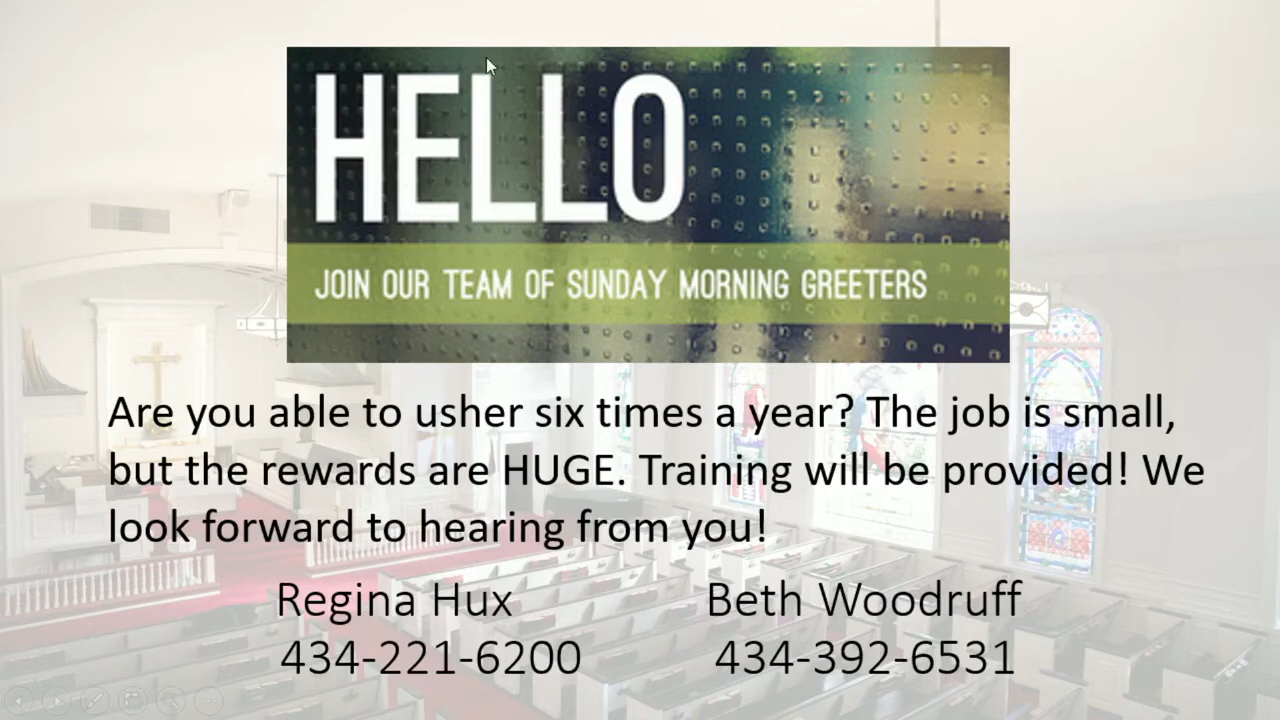 HELLO
JOIN OUR TEAM OF SUNDAY MORNING GREETERS
Are you able to usher six times a year? The job is small,
but the rewards are HUGE. Training will be provided! We
look forward to hearing from you!
Regina Hux
Beth Woodruff
434-221-6200
434-392-6531